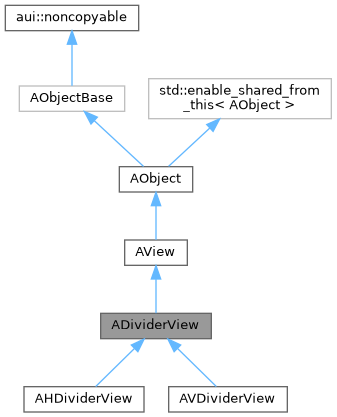 aui::noncopyable
AObjectBase
std::enable_shared_from
_this< AObject >
AObject
AView
ADividerView
AHDividerView
AVDividerView